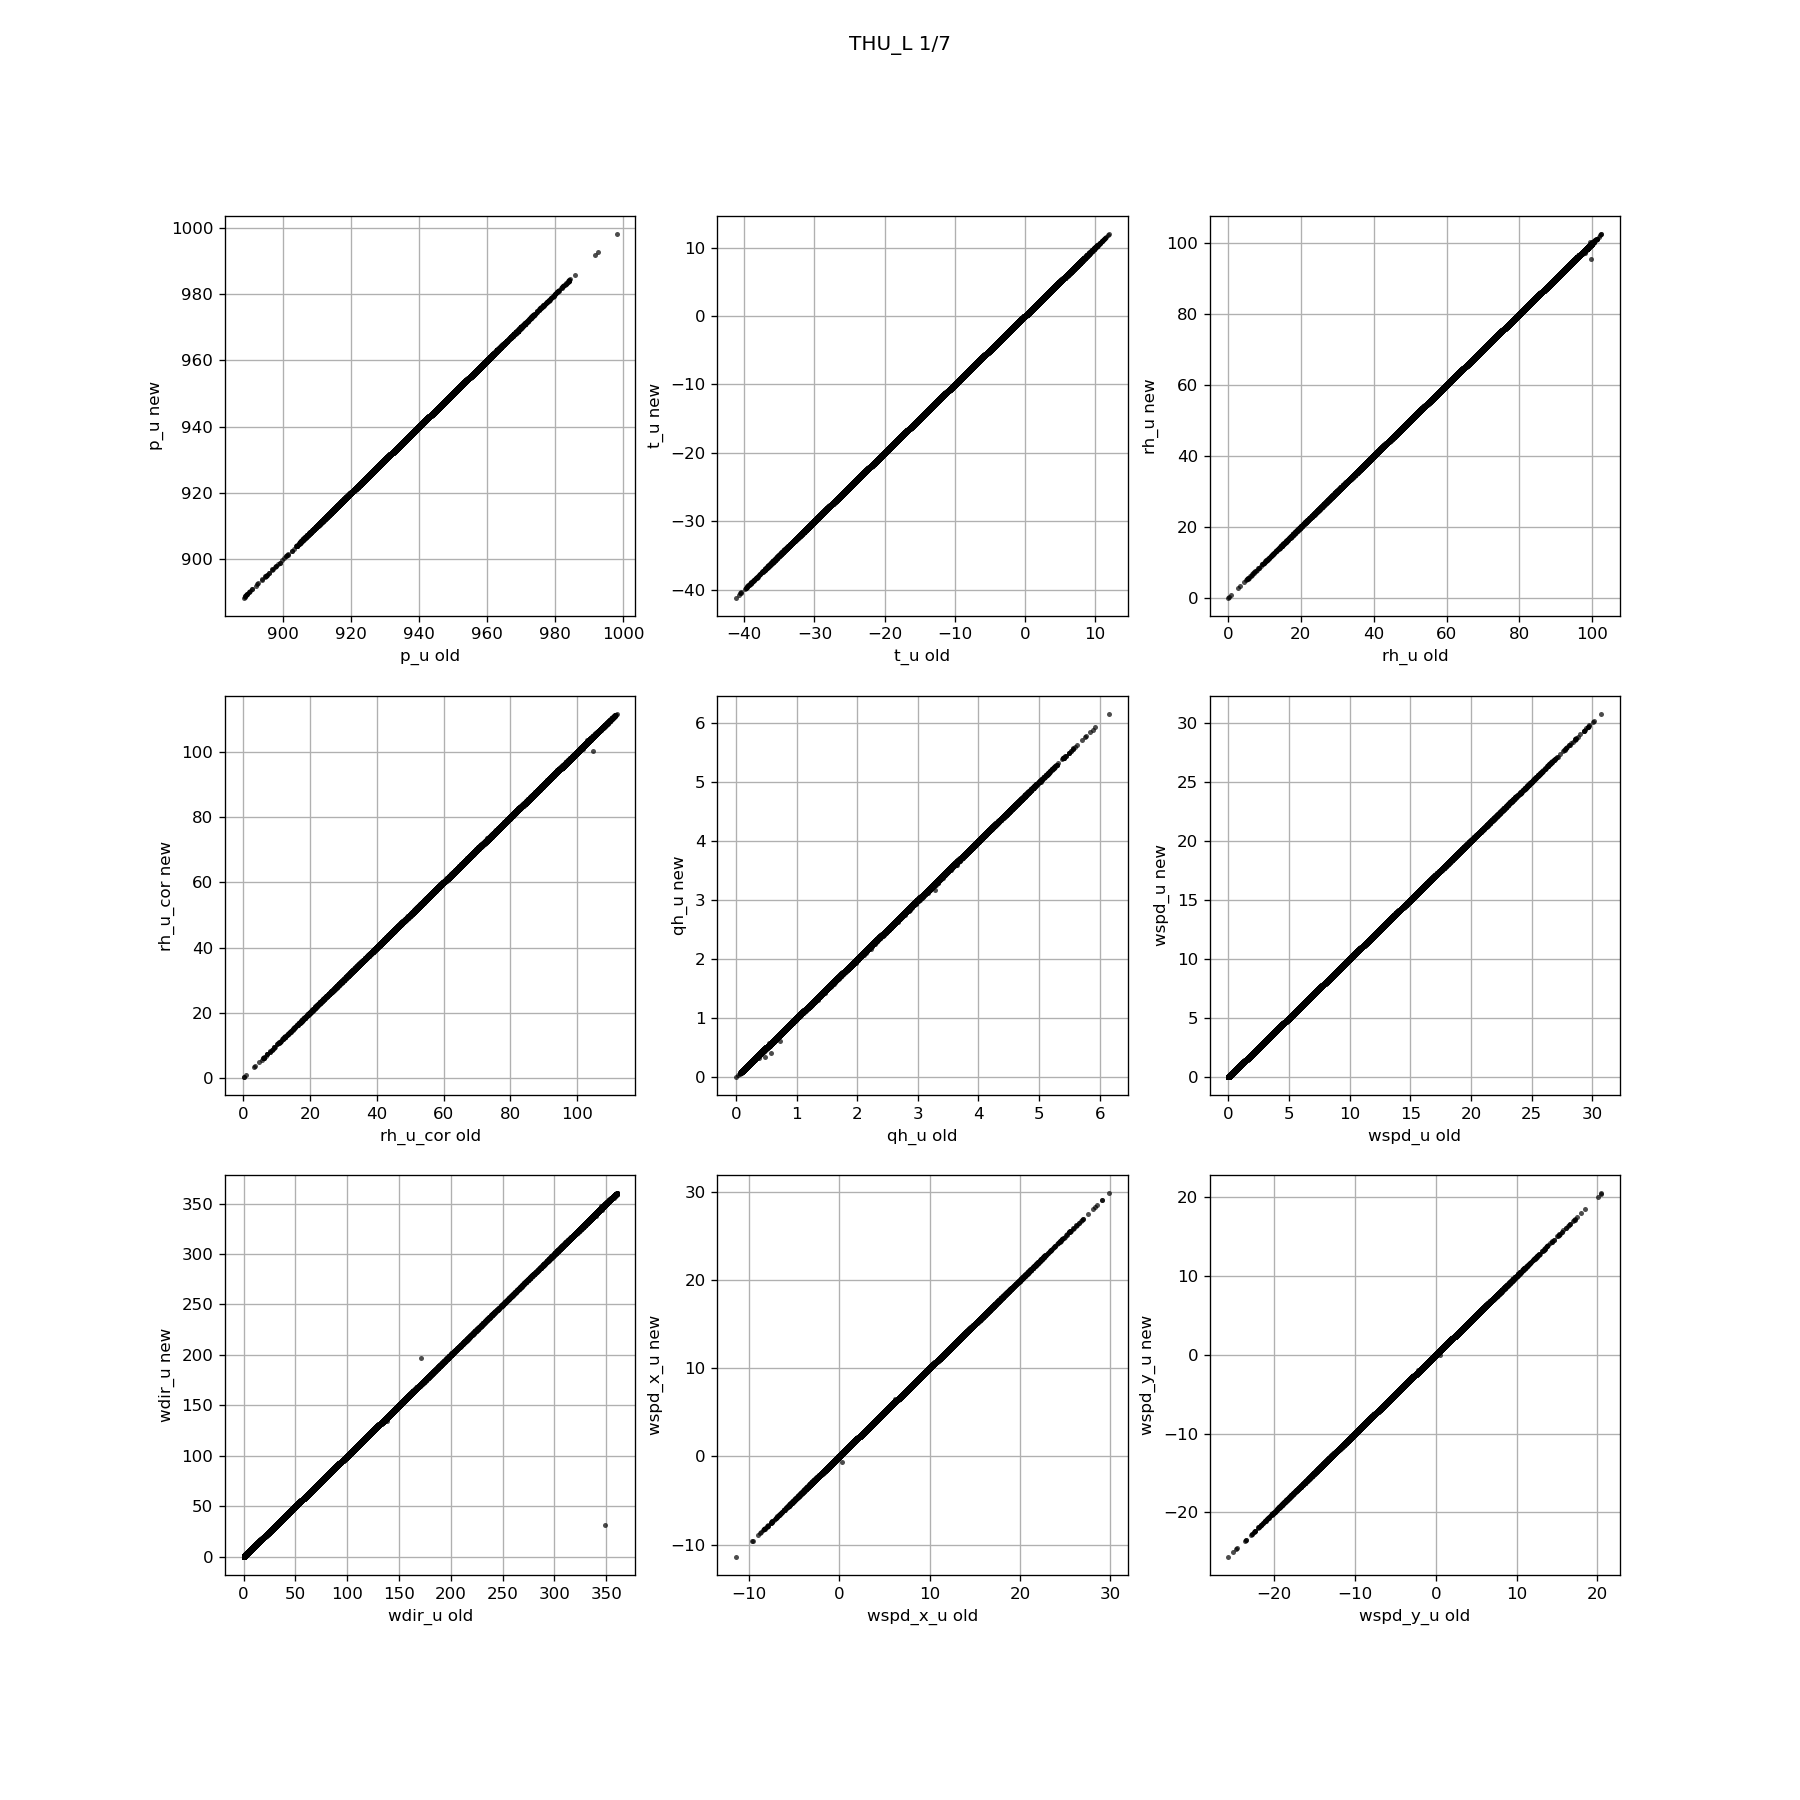 THU_L 1/7
1000
980
960
940
920
900
p_u new
900 920 940 960 980 1000
p_u old
10
0
−10
−20
−30
−40
t_u new
−40 −30 −20 −10 0 10
t_u old
100
80
60
40
20
0
rh_u new
0 20 40 60 80 100
rh_u old
100
80
60
40
20
0
rh_u_cor new
0 20 40 60 80 100
rh_u_cor old
6
5
4
3
2
1
0
qh_u new
0 1 2 3 4 5 6
qh_u old
30
25
20
15
10
5
0
wspd_u new
0 5 10 15 20 25 30
wspd_u old
350
300
250
200
150
100
50
0
wdir_u new
0 50 100 150 200 250 300 350
wdir_u old
30
20
10
0
−10
wspd_x_u new
−10 0 10 20 30
wspd_x_u old
20
10
0
−10
−20
wspd_y_u new
−20 −10 0 10 20
wspd_y_u old